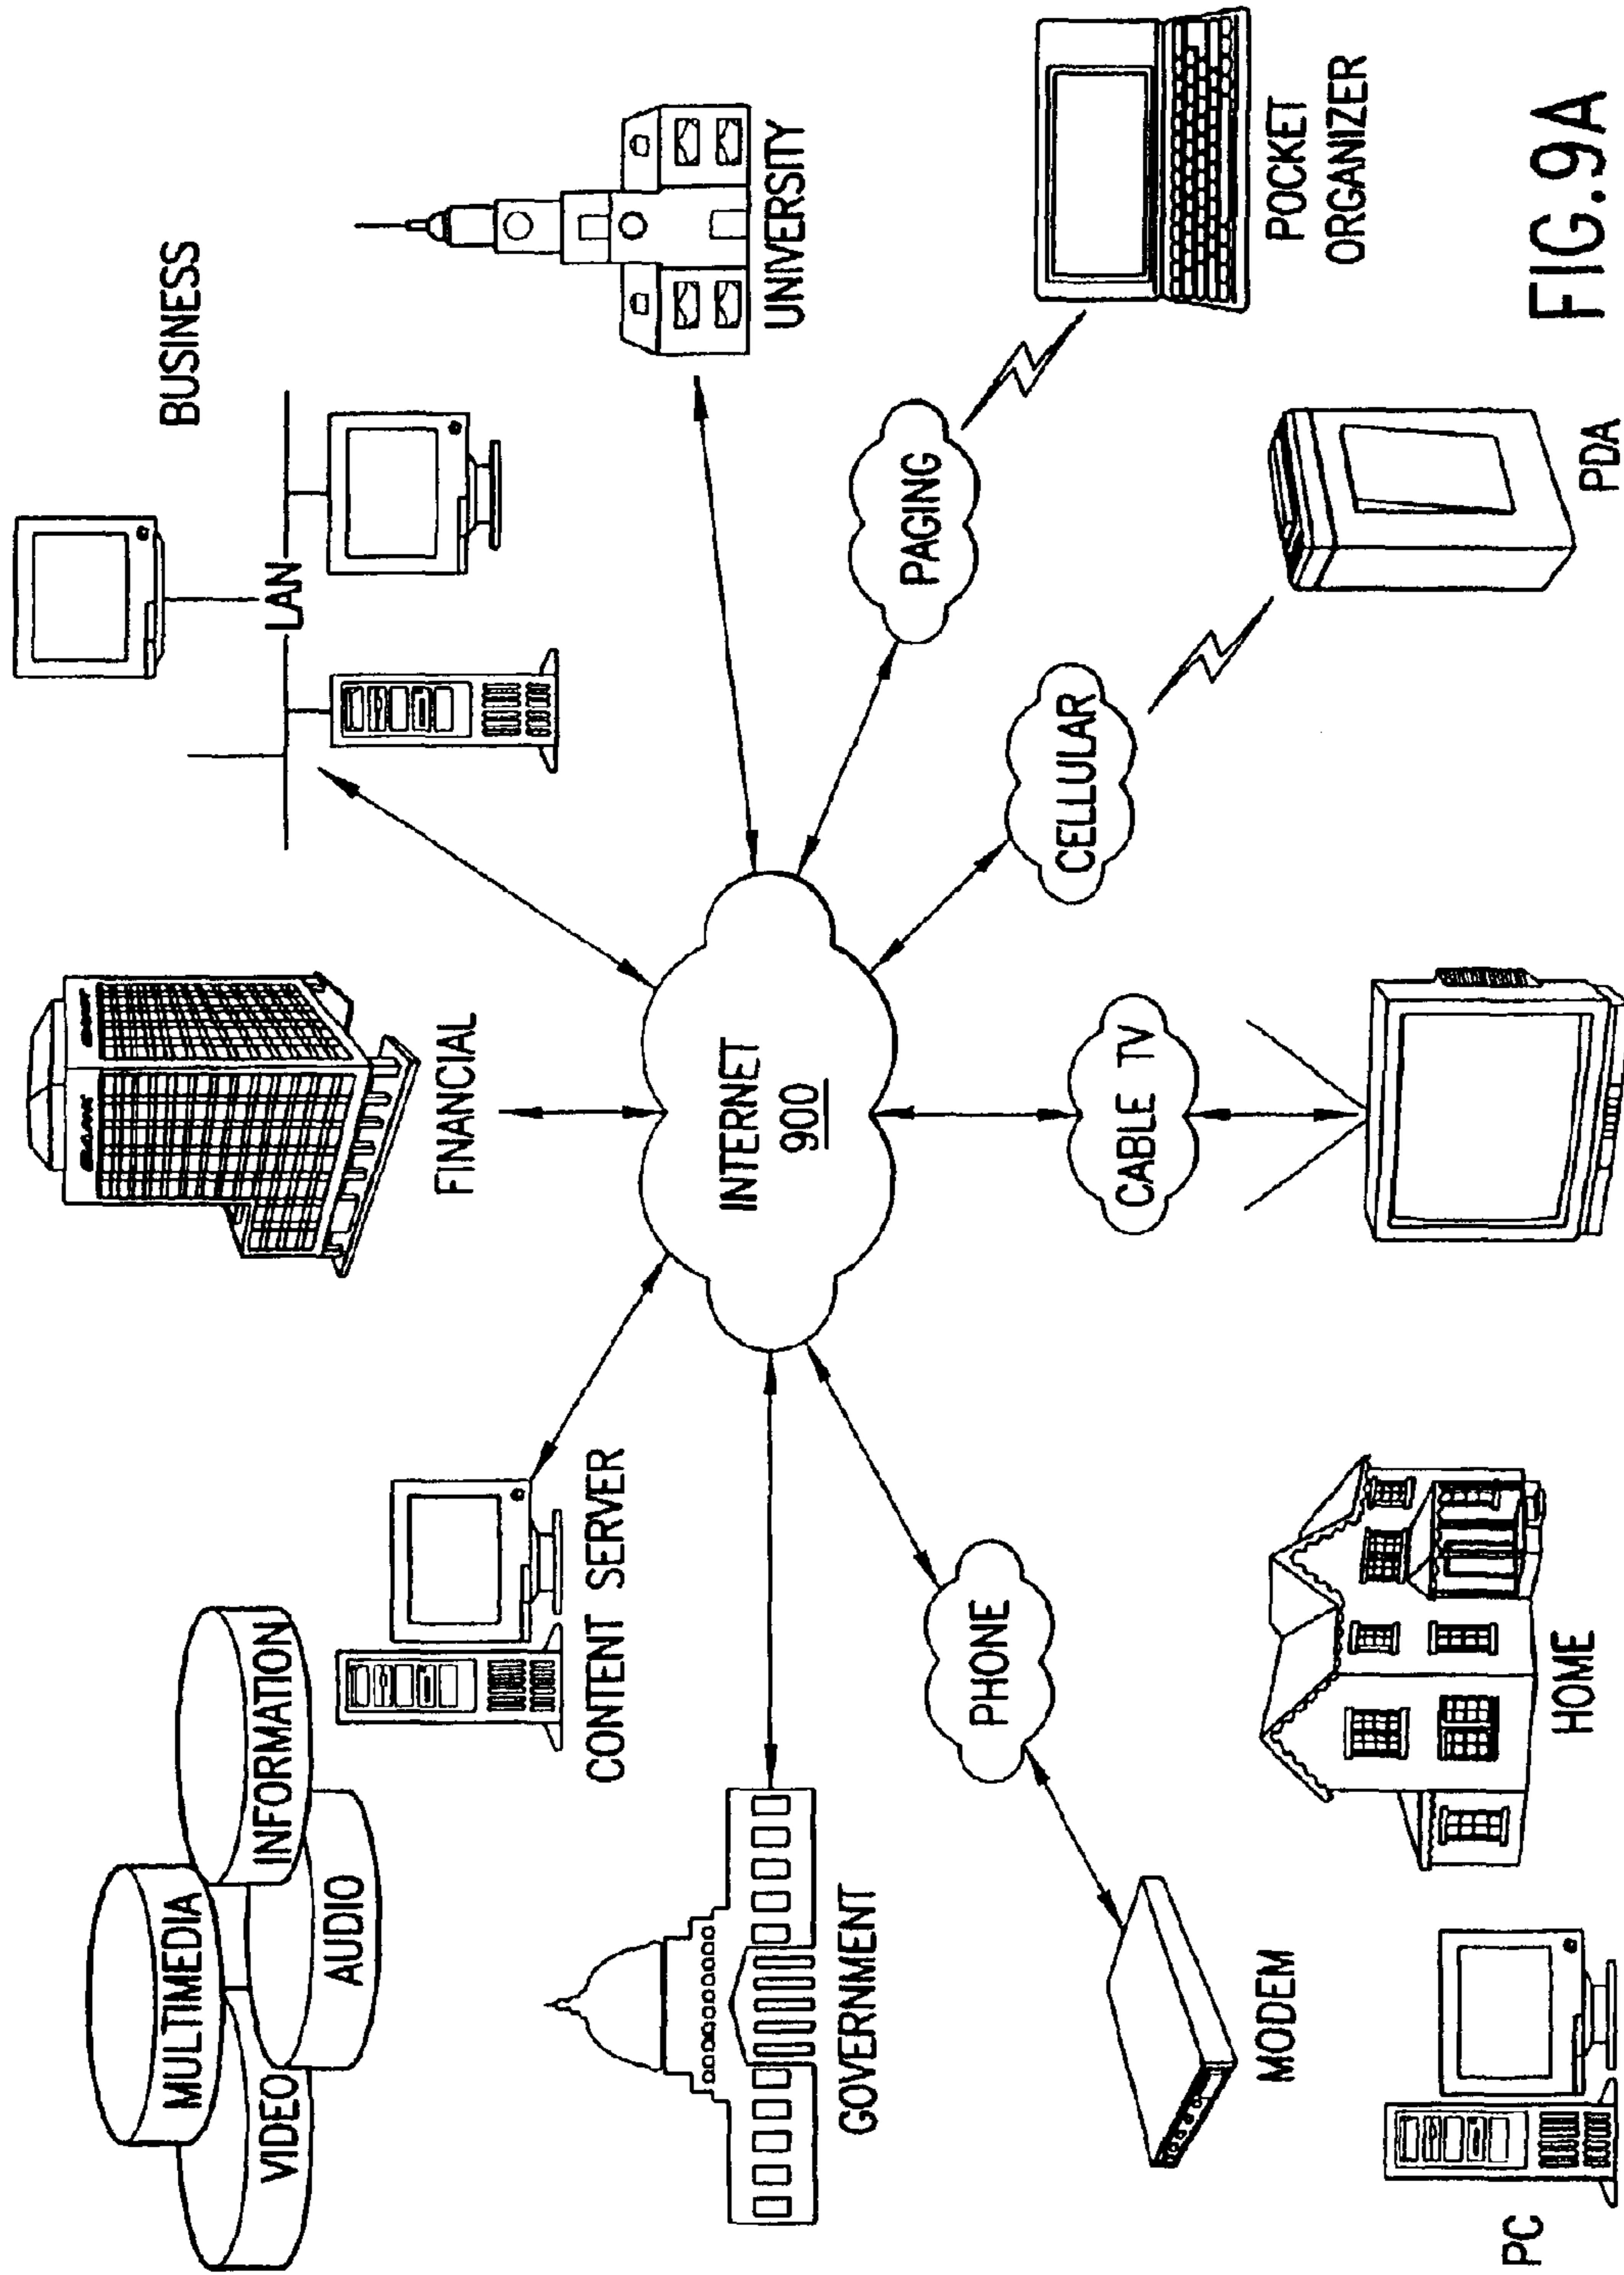 MULTIMEDIA
VIDEO
INFORMATION
AUDIO
CONTENT SERVER
FINANCIAL
BUSINESS
LAN
GOVERNMENT
INTERNET
900
UNIVERSITY
PHONE
CABLE TV
CELLULAR
PAGING
MODEM
HOME
PC
PDA
POCKET
ORGANIZER
FIG.9A